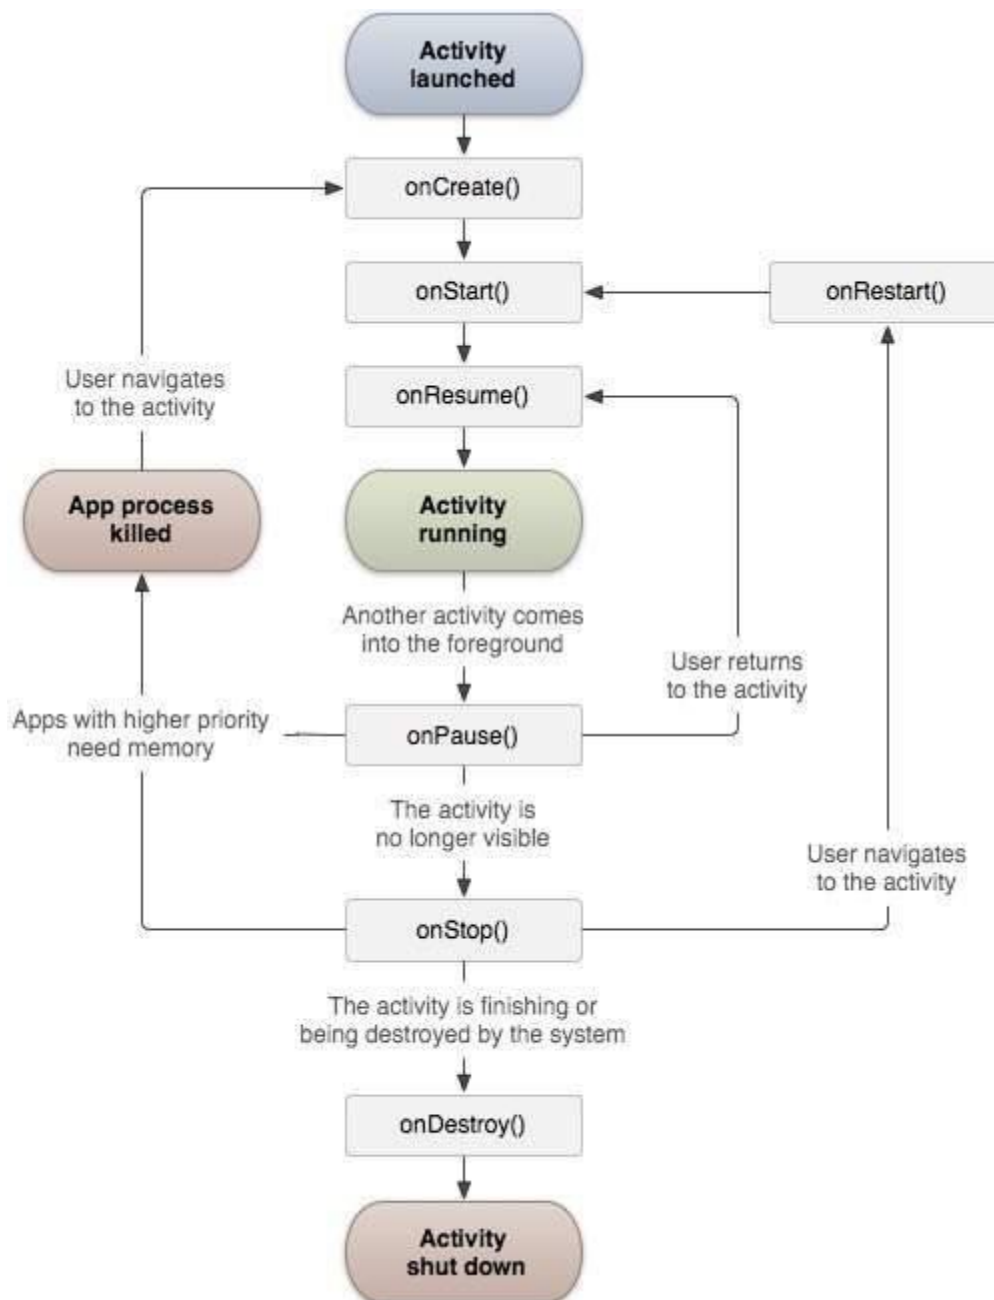 Activity
launched
onCreate()
onStart()
onRestart()
User navigates
to the activity
onResume()
App process
killed
Activity
running
Another activity comes
into the foreground
User returns
to the activity
Apps with higher priority
need memory
onPause()
The activity is
no longer visible
User navigates
to the activity
onStop()
The activity is finishing or
being destroyed by the system
onDestroy()
Activity
shut down